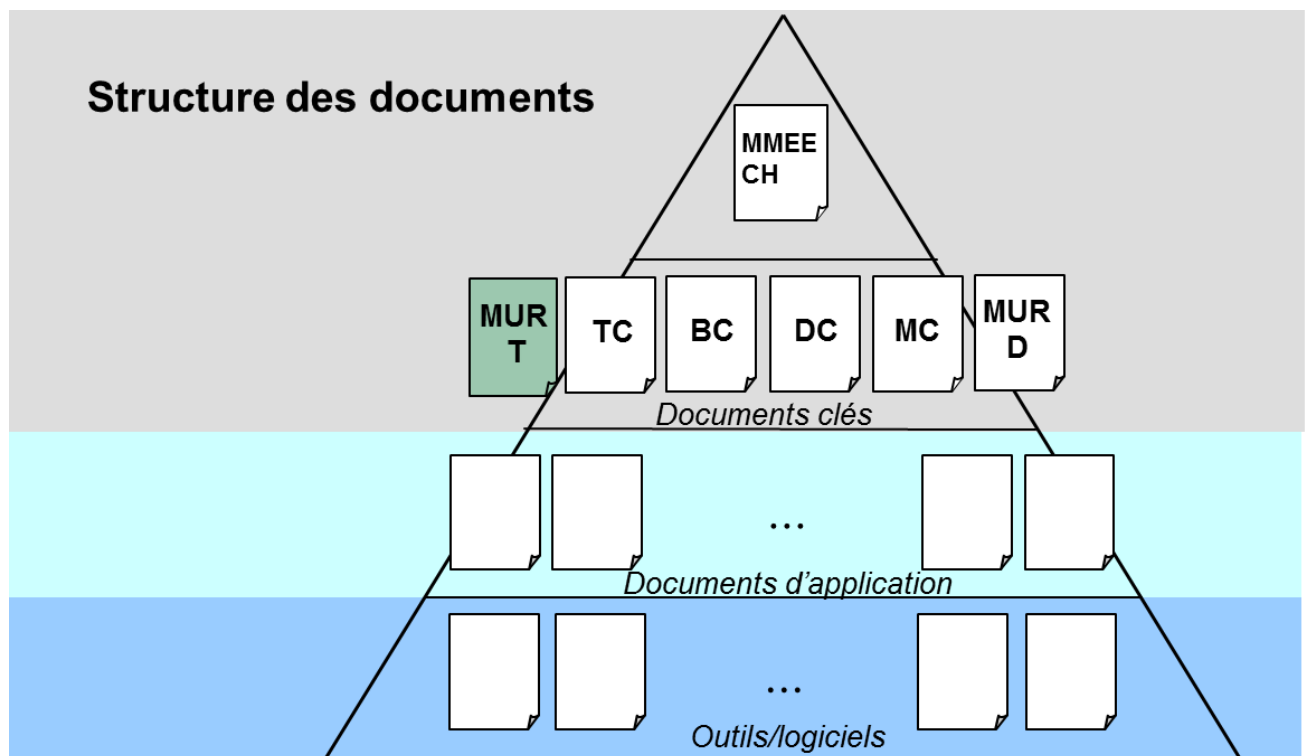 Structure des documents
MMEE
CH
MUR
T
TC
BC
DC
MC
MUR
D
Documents clés
...
Documents d’application
...
Outils/logiciels